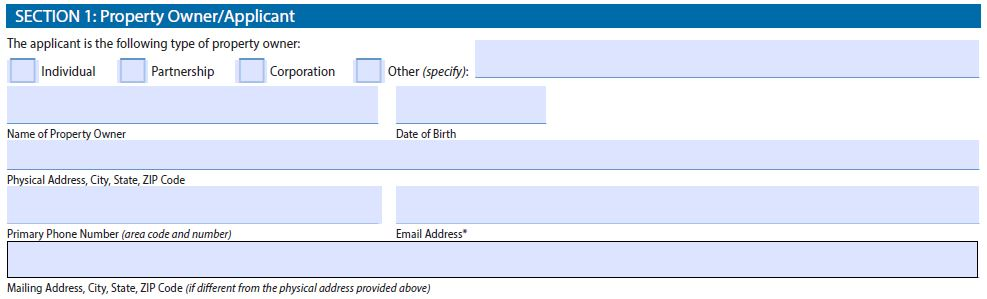 SECTION 1: Property Owner/Applicant
The applicant is the following type of property owner:
Individual Partnership Corporation Other (specify):
Name of Property Owner Date of Birth
Physical Address, City, State, ZIP Code
Primary Phone Number (area code and number) Email Address*
Mailing Address, City, State, ZIP Code (if different from the physical address provided above)